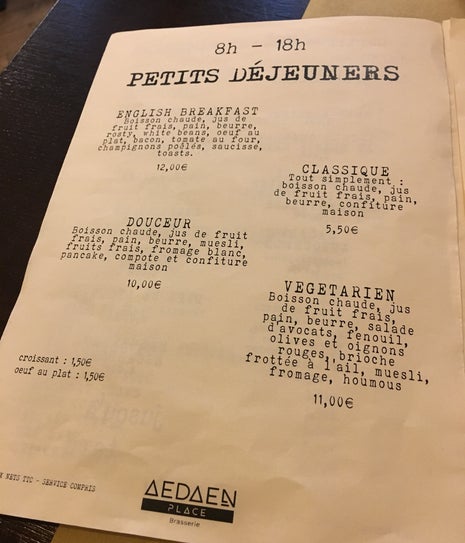 8h - 18h
PETITS DÉJEUNERS
ENGLISH BREAKFAST
Boisson chaude, jus de
fruit frais, pain, beurre,
rosty, white beans, oeuf au
plat, bacon, tomate au four,
champignons poêlés, saucisse,
toasts.
12,00€
CLASSIQUE
Tout simplement :
boisson chaude, jus
de fruit frais, pain,
beurre, confiture
maison
5,50€
DOUCEUR
Boisson chaude, jus de fruit
frais, pain, beurre, muesli,
fruits frais, fromage blanc,
pancake, compote et confiture
maison
10,00€
VEGETARIEN
Boisson chaude, jus
de fruit frais,
pain, beurre, salade
d'avocats, fenouil,
olives et oignons
rouges, brioche
frottée à l'ail, muesli,
fromage, houmous
11,00€
croissant : 1,50€
oeuf au plat : 1,50€
NETS TTC - SERVICE COMPRIS
AEDAEN
PLACE
Brasserie